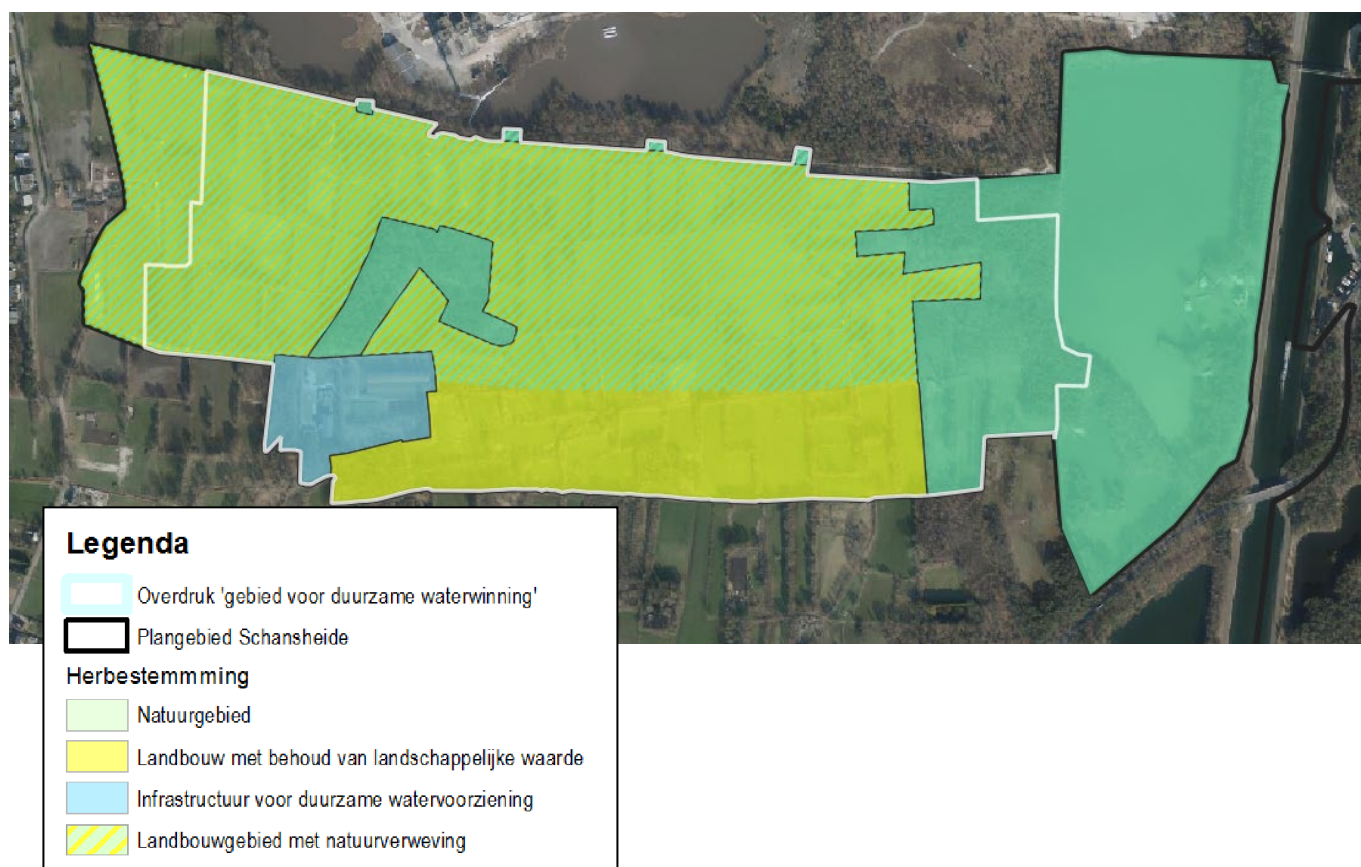 Legenda
Overdruk 'gebied voor duurzame waterwinning'
Plangebied Schansheide
Herbestemmming
Natuurgebied
Landbouw met behoud van landschappelijke waarde
Infrastructuur voor duurzame watervoorziening
Landbouwgebied met natuurverweving